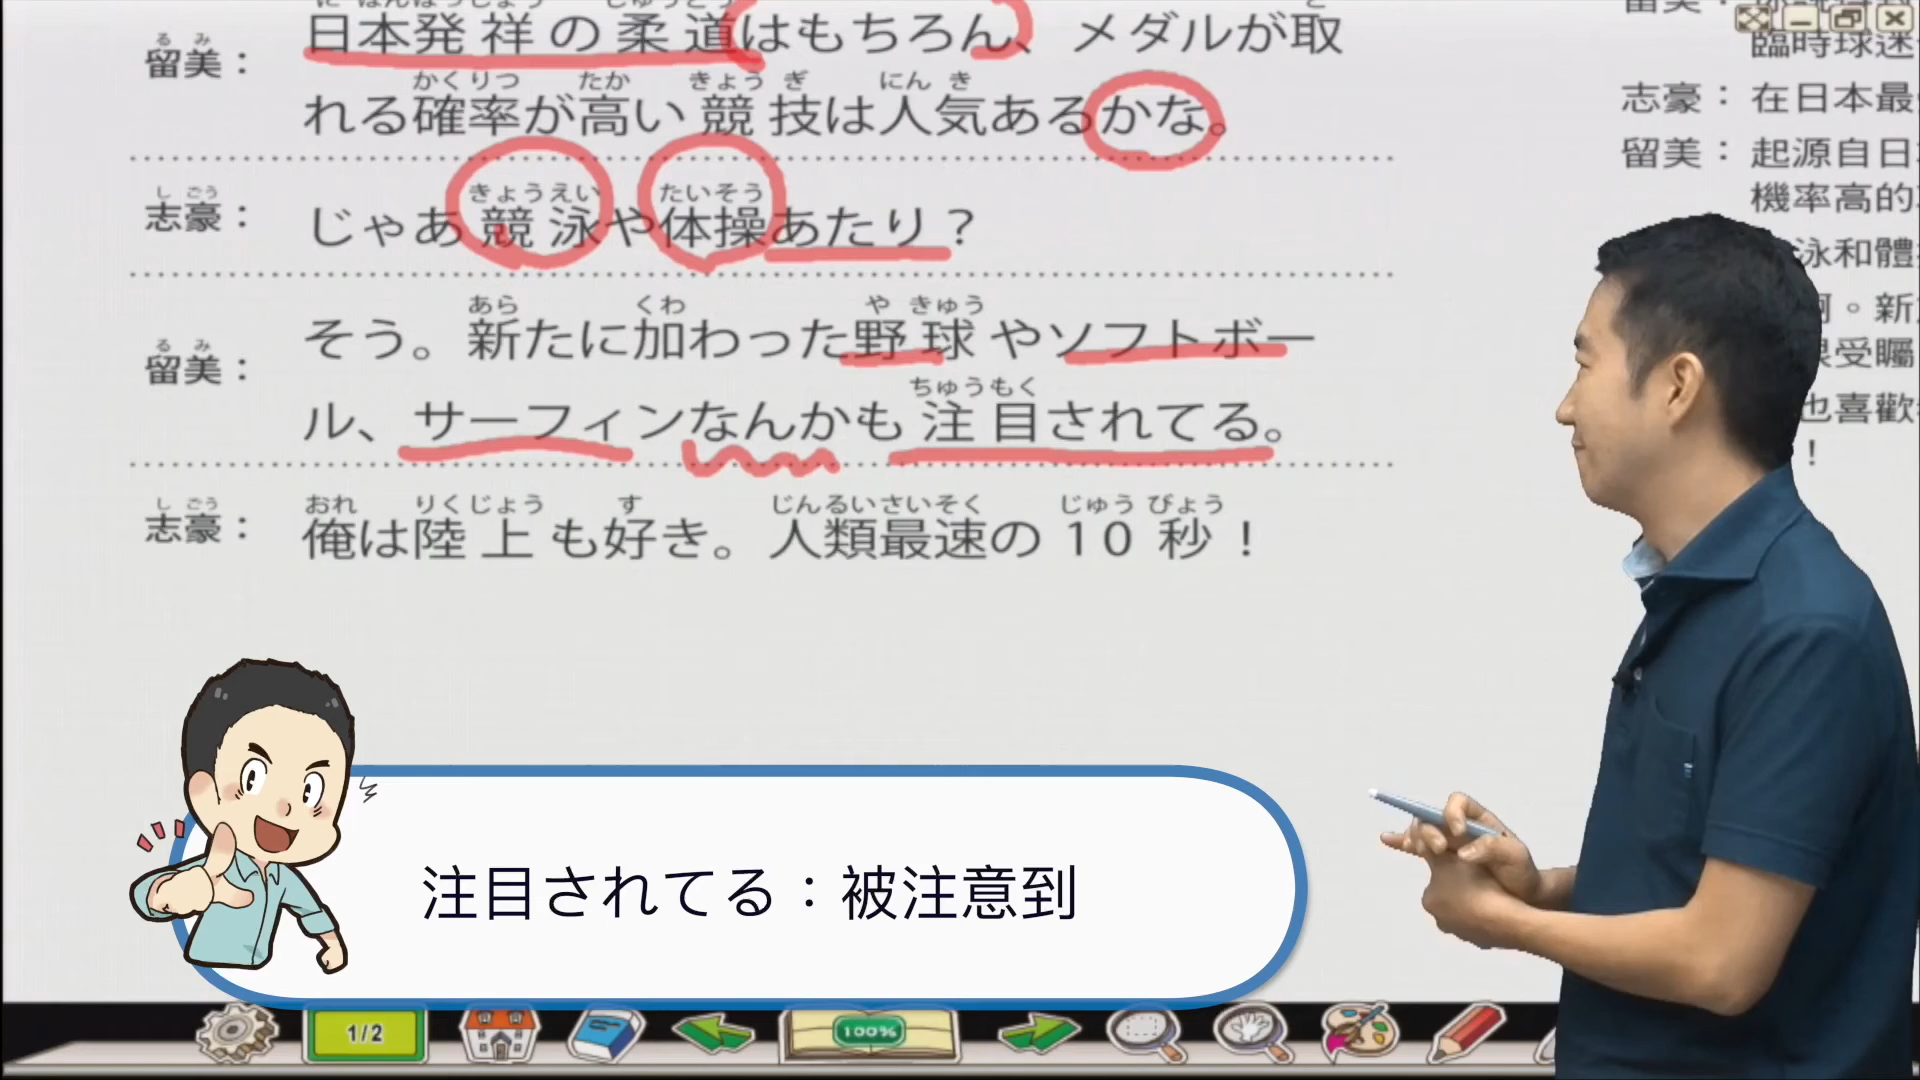 留美： 日本発祥の柔道はもちろん、メダルが取
れる確率が高い競技は人気あるかな。
志豪： じゃあ競泳や体操あたり？
留美： そう。新たに加わった野球やソフトボー
ル、サーフィンなんかも注目されてる。
志豪： 俺は陸上も好き。人類最速の10秒！
臨時球迷
志豪： 在日本最
留美： 起源自日
機率高的
泳和體
。新
受矚
也喜歡
！
注目されてる：被注意到
1/2
100%